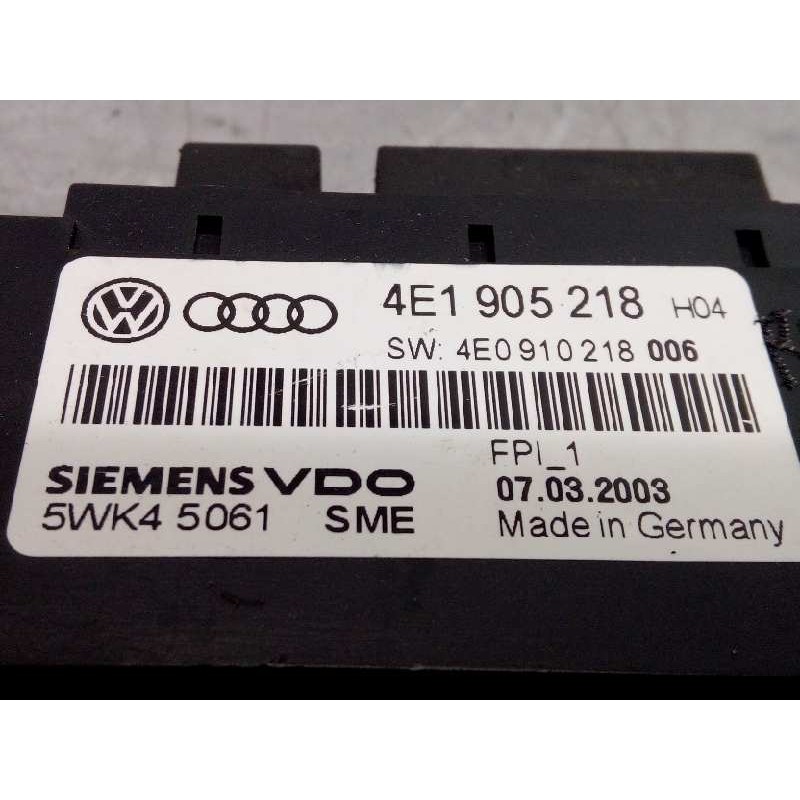 4E1 905 218 H04
SW: 4E0 910 218 006
FPI_1
SIEMENS VDO 07.03.2003
5WK4 5061 SME Made in Germany